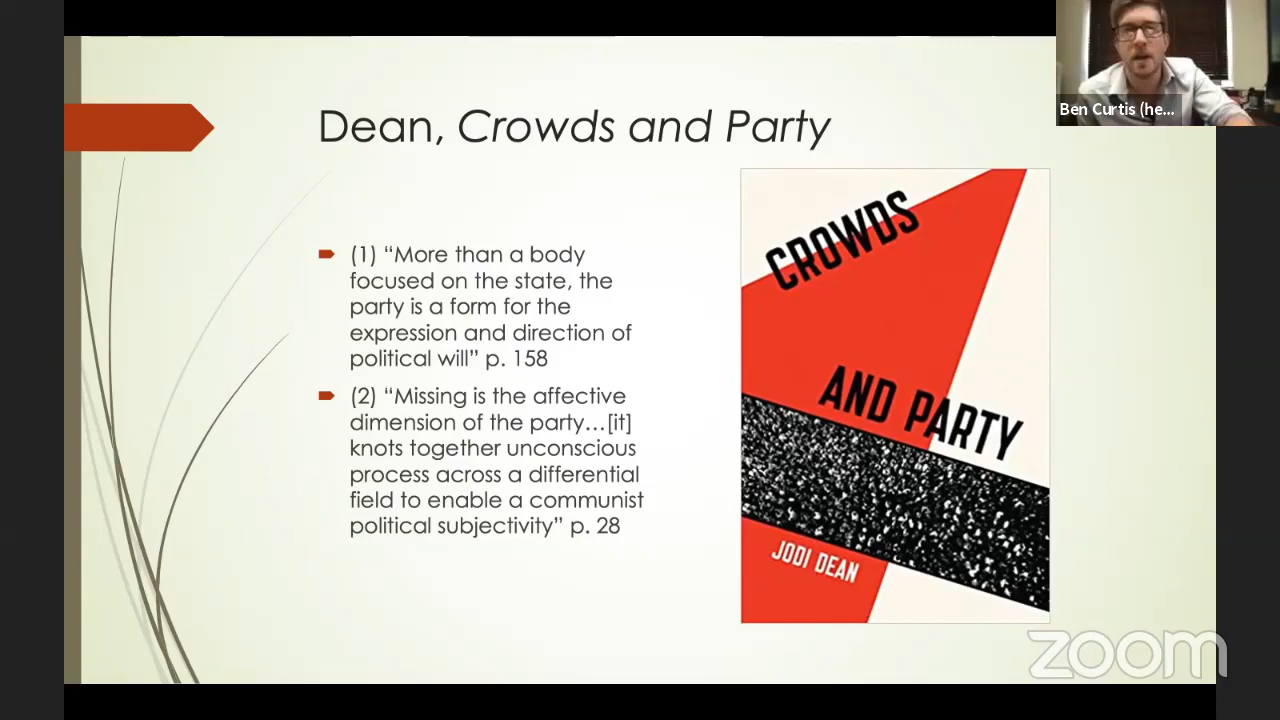 Dean, Crowds and Party
(1) “More than a body
focused on the state, the
party is a form for the
expression and direction of
political will” p. 158
(2) “Missing is the affective
dimension of the party…[it]
knots together unconscious
process across a differential
field to enable a communist
political subjectivity” p. 28
CROWDS
AND PARTY
JODI DEAN
Ben Curtis (he...
zoom